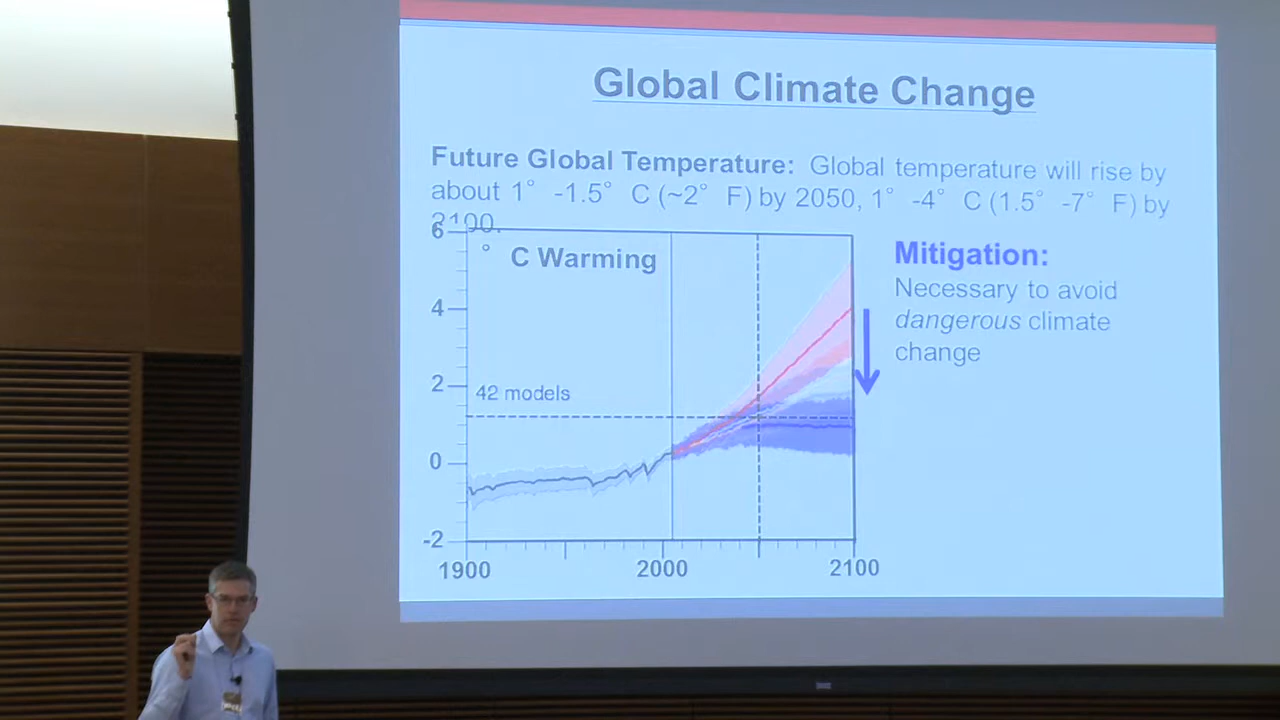 Global Climate Change
Future Global Temperature: Global temperature will rise by
about 1° -1.5° C (~2° F) by 2050, 1° -4° C (1.5° -7° F) by
2100.
6
° C Warming
4
2
42 models
0
-2
1900
2000
2100
Mitigation:
Necessary to avoid
dangerous climate
change